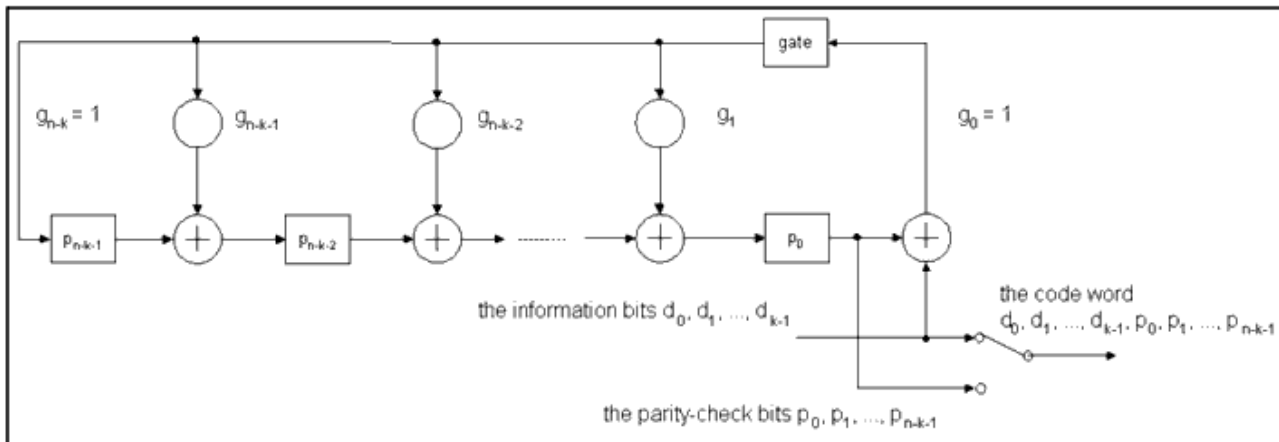 gate
g_{n-k} = 1
g_{n-k-1}
g_{n-k-2}
g_1
g_0 = 1
p_{n-k-1}
+
p_{n-k-2}
+
........
+
p_0
+
the information bits d_0, d_1, ..., d_{k-1}
the code word
d_0, d_1, ..., d_{k-1}, p_0, p_1, ..., p_{n-k-1}
the parity-check bits p_0, p_1, ..., p_{n-k-1}